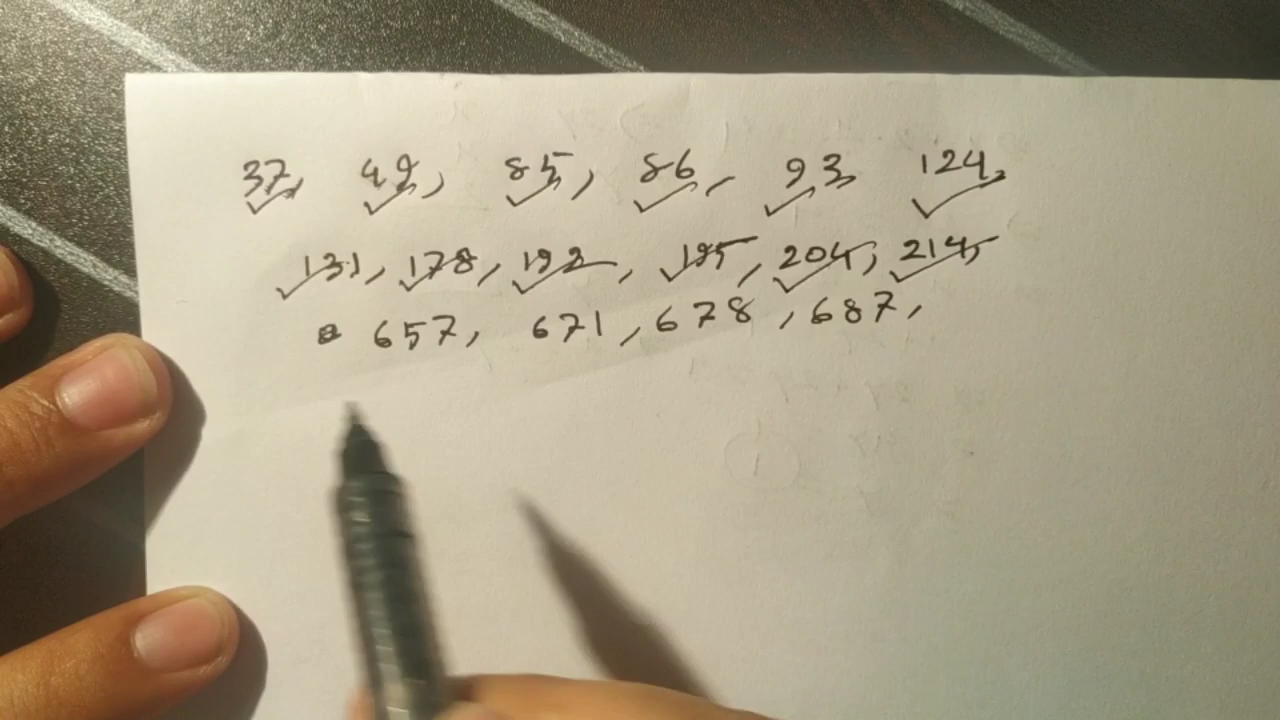 37, 49, 85, 86, 93, 124,
131, 178, 192, 195, 204, 214,
657, 671, 678, 687,